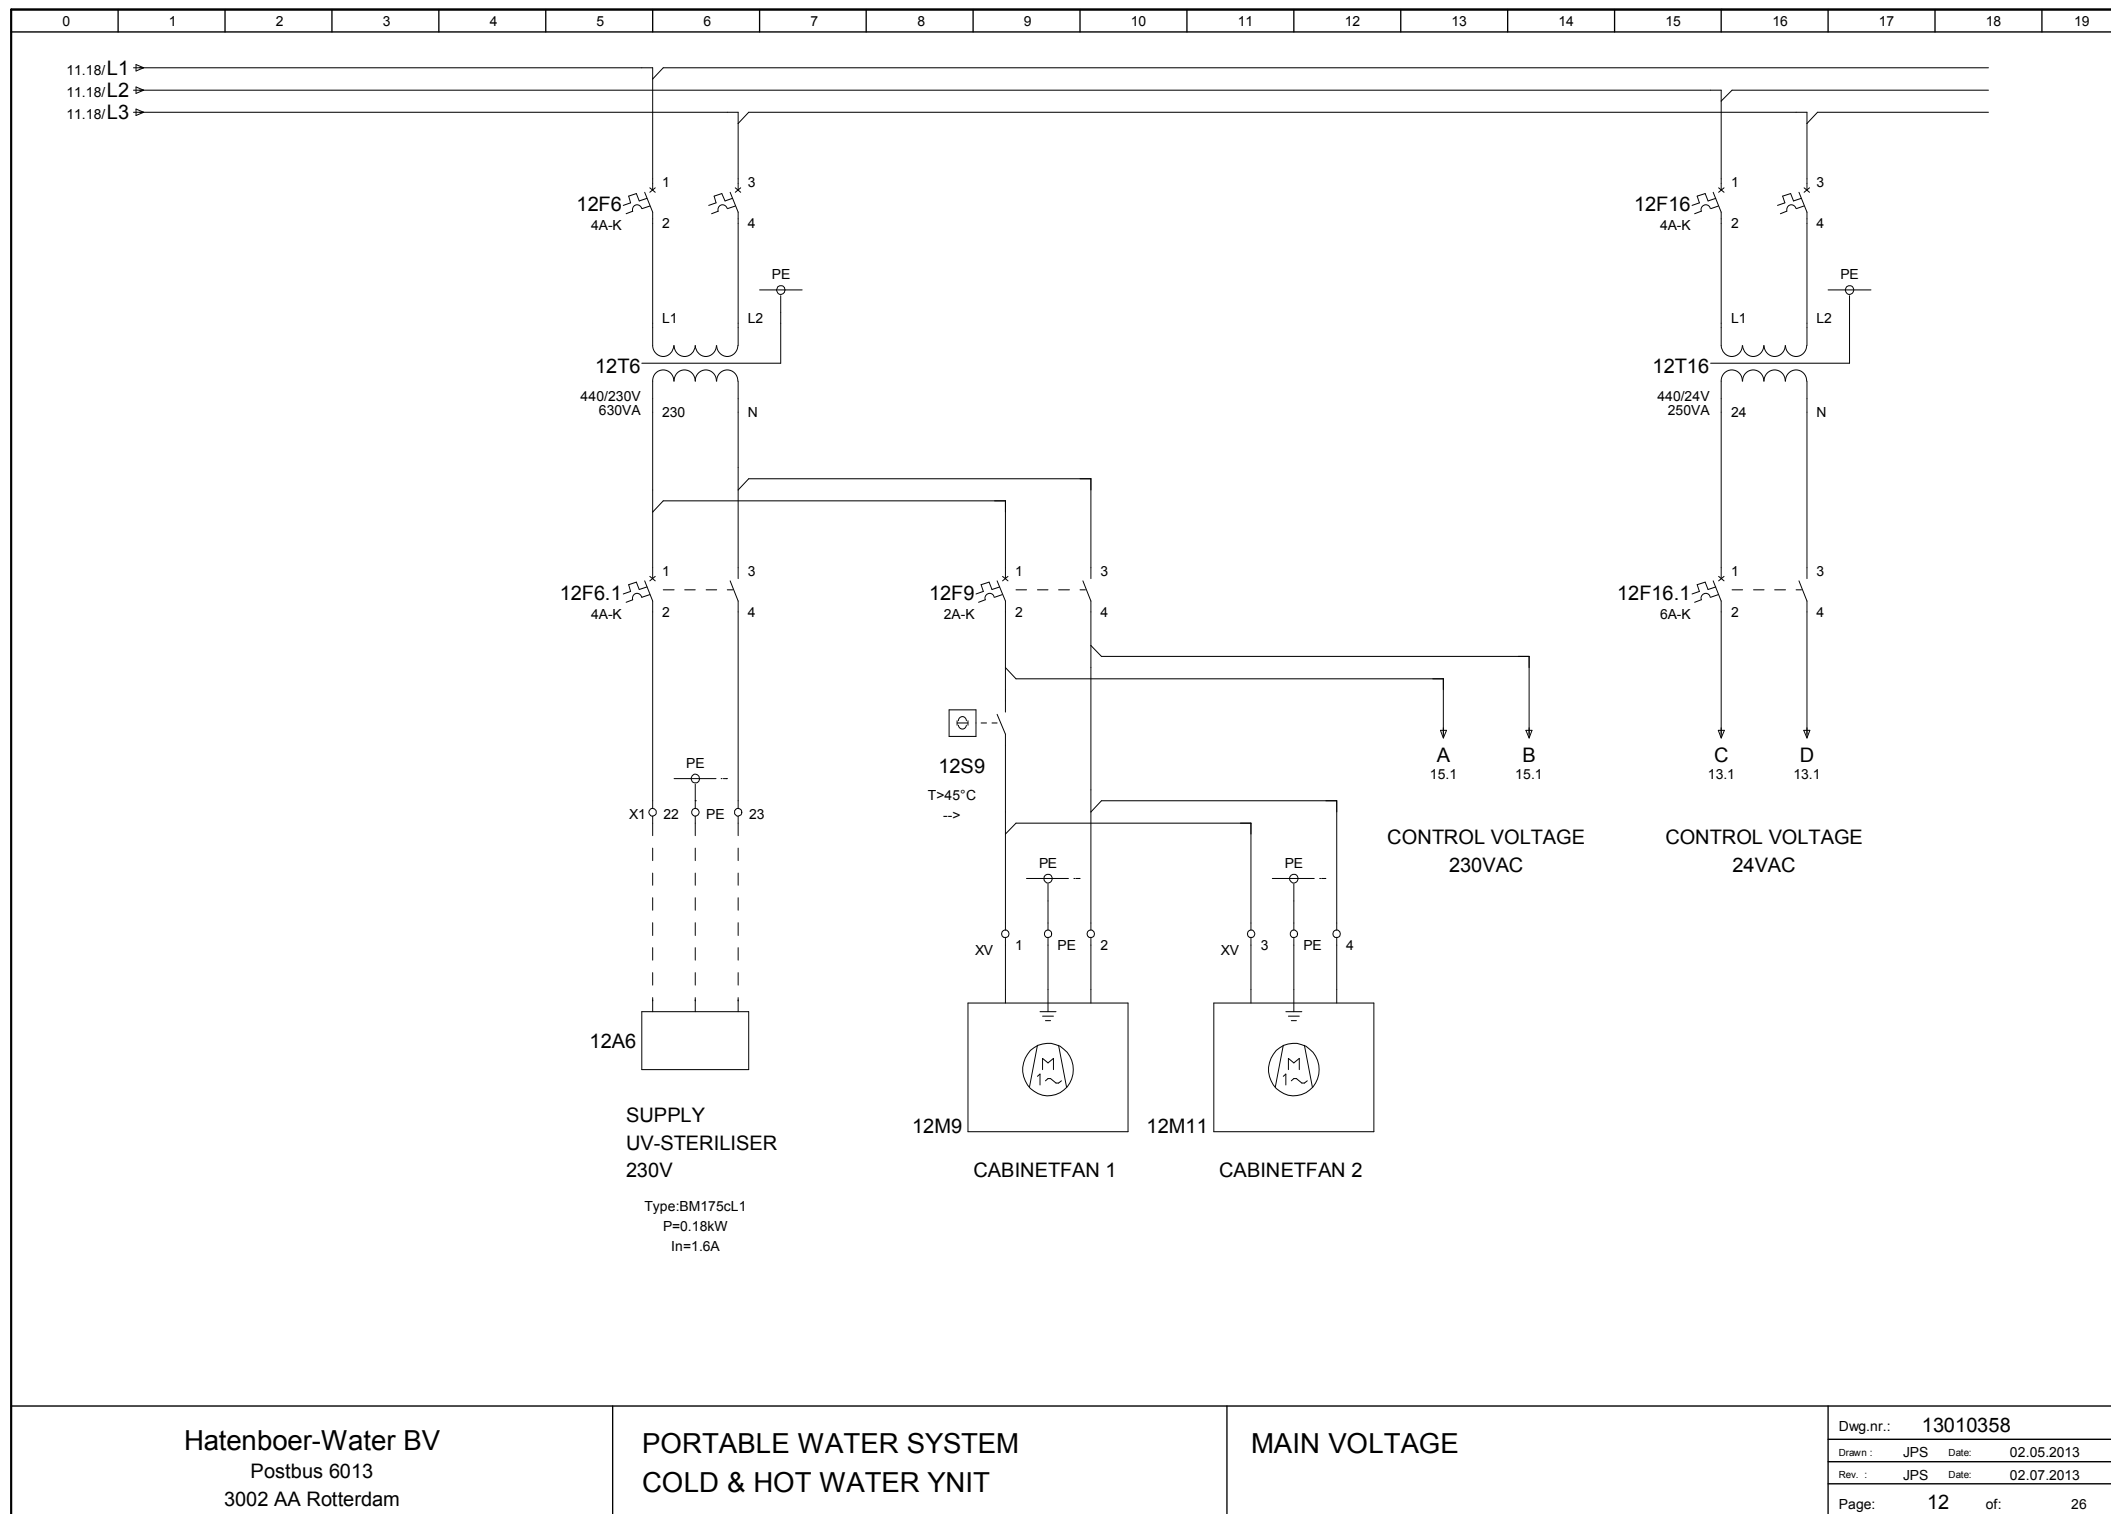 0 1 2 3 4 5 6 7 8 9 10 11 12 13 14 15 16 17 18 19
11.18/L1
11.18/L2
11.18/L3
1 3
12F6
4A-K 2 4
1 3
12F16
4A-K 2 4
PE
L1 L2
12T6
440/230V
630VA 230 N
PE
L1 L2
12T16
440/24V
250VA 24 N
1 3
12F6.1
4A-K 2 4
1 3
12F9
2A-K 2 4
1 3
12F16.1
6A-K 2 4
12S9
T>45°C
-->
A B
15.1 15.1
C D
13.1 13.1
CONTROL VOLTAGE
230VAC
CONTROL VOLTAGE
24VAC
PE
X1 22 PE 23
PE
XV 1 PE 2
PE
XV 3 PE 4
12A6
M
1~
12M9
M
1~
12M11
SUPPLY
UV-STERILISER
230V
Type:BM175cL1
P=0.18kW
In=1.6A
CABINETFAN 1
CABINETFAN 2
Hatenboer-Water BV
Postbus 6013
3002 AA Rotterdam
PORTABLE WATER SYSTEM
COLD & HOT WATER YNIT
MAIN VOLTAGE
Dwg.nr.: 13010358
Drawn : JPS Date: 02.05.2013
Rev. : JPS Date: 02.07.2013
Page: 12 of: 26